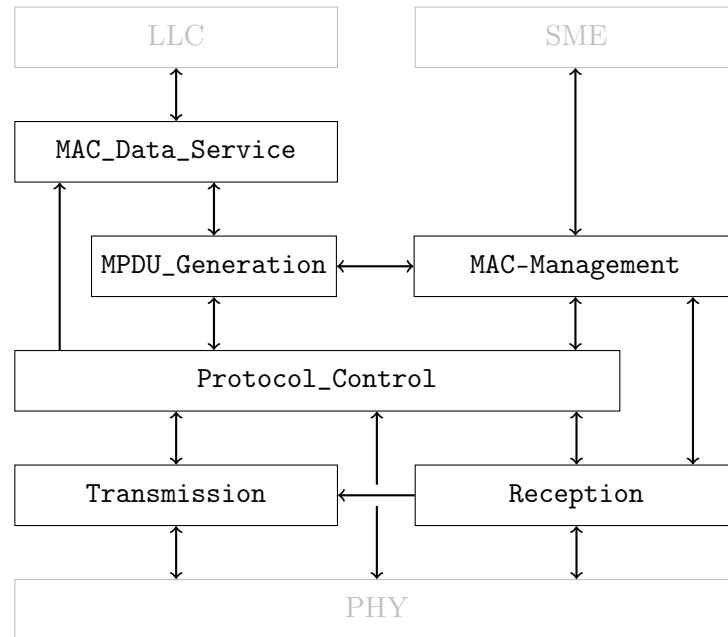 LLC
SME
MAC_Data_Service
MPDU_Generation
MAC-Management
Protocol_Control
Transmission
Reception
PHY